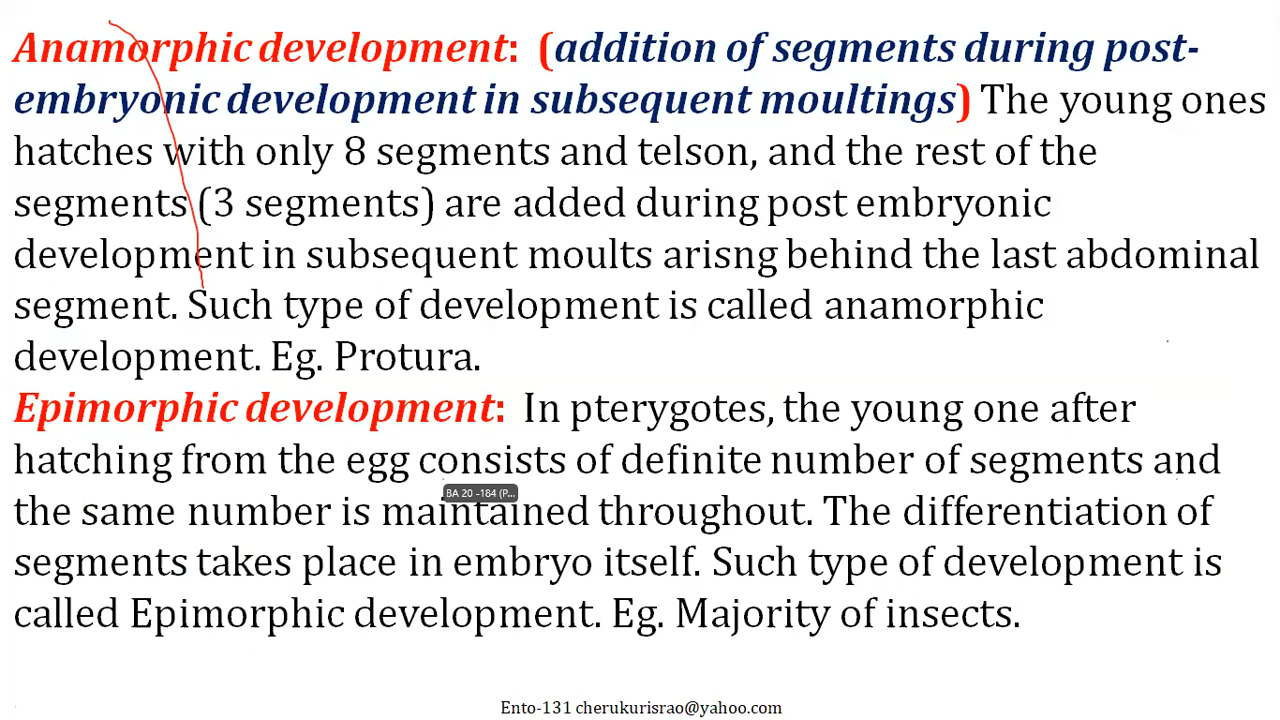 Anamorphic development: (addition of segments during post-
embryonic development in subsequent moultings) The young ones
hatches with only 8 segments and telson, and the rest of the
segments (3 segments) are added during post embryonic
development in subsequent moults arisng behind the last abdominal
segment. Such type of development is called anamorphic
development. Eg. Protura.
Epimorphic development: In pterygotes, the young one after
hatching from the egg consists of definite number of segments and
BA 20 -184 (P...
the same number is maintained throughout. The differentiation of
segments takes place in embryo itself. Such type of development is
called Epimorphic development. Eg. Majority of insects.
Ento-131 cherukurisrao@yahoo.com